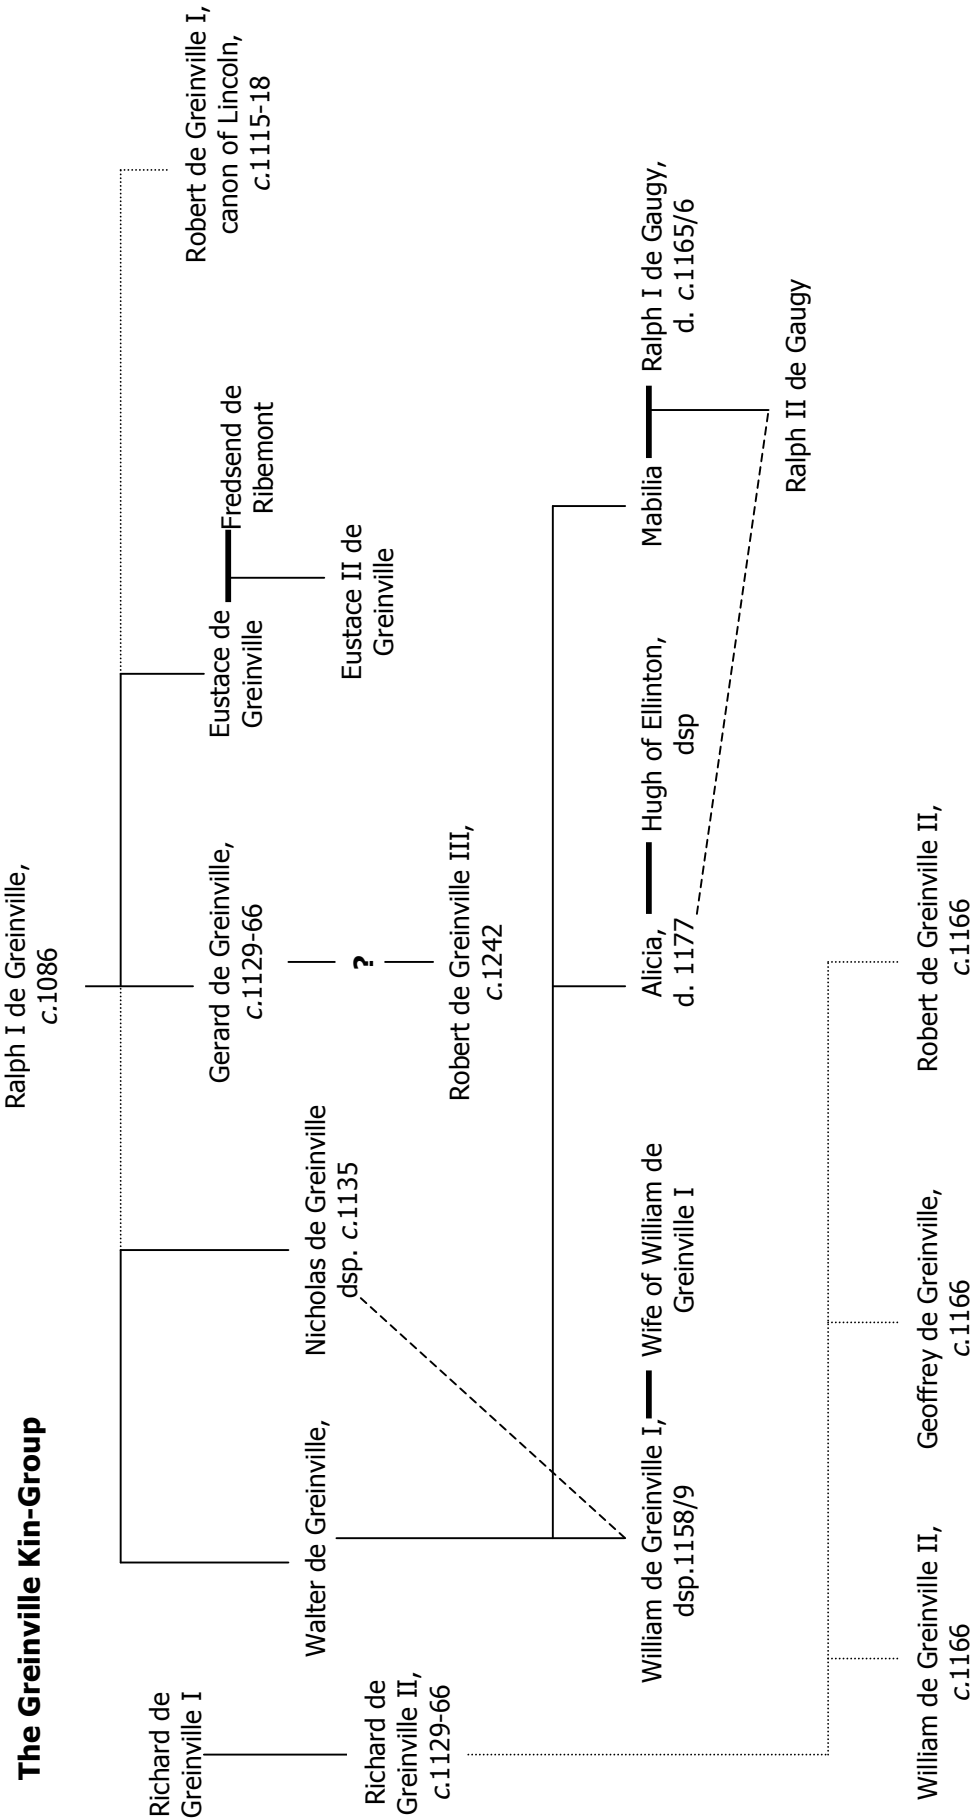 The Greinville Kin-Group
Ralph I de Greinville,
c.1086
Richard de
Greinville I
Robert de Greinville I,
canon of Lincoln,
c.1115-18
Gerard de Greinville,
c.1129-66
Eustace de
Greinville
Fredsend de
Ribemont
Walter de Greinville,
Nicholas de Greinville
dsp. c.1135
Richard de
Greinville II,
c.1129-66
?
Eustace II de
Greinville
Robert de Greinville III,
c.1242
William de Greinville I,
dsp.1158/9
Wife of William de
Greinville I
Alicia,
d. 1177
Hugh of Ellinton,
dsp
Mabilia
Ralph I de Gaugy,
d. c.1165/6
Ralph II de Gaugy
William de Greinville II,
c.1166
Geoffrey de Greinville,
c.1166
Robert de Greinville II,
c.1166